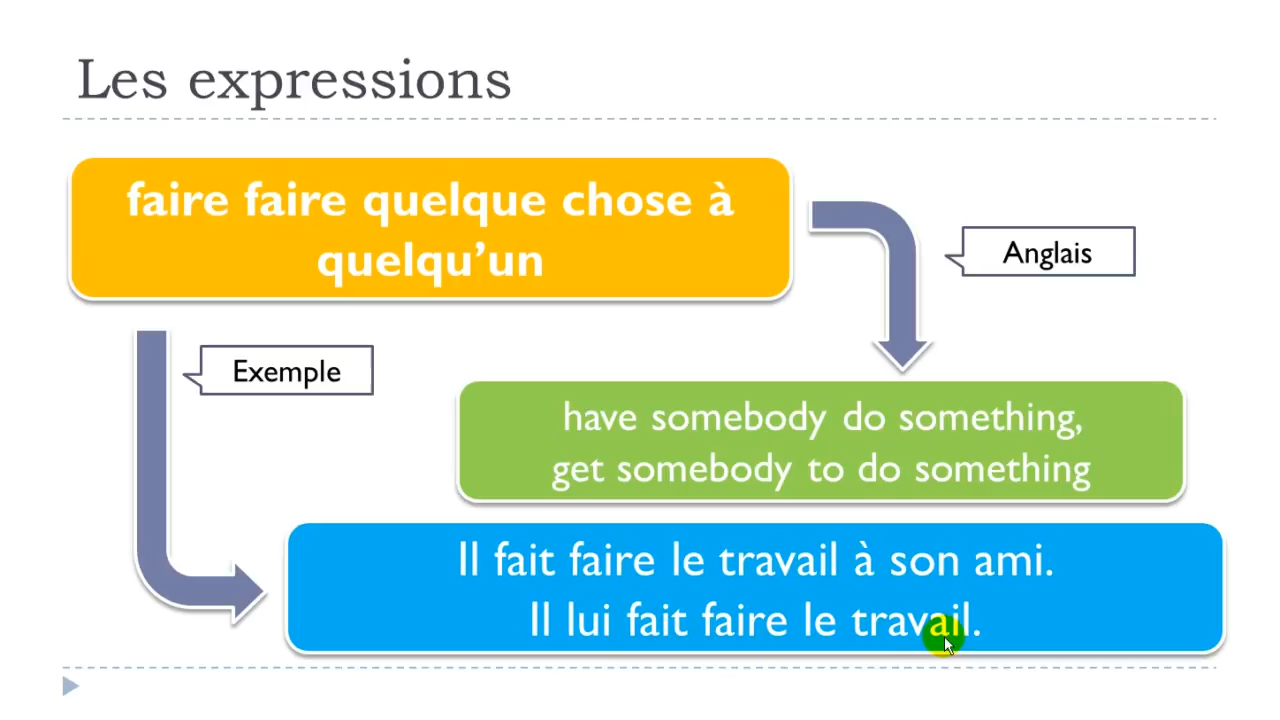 Les expressions
faire faire quelque chose à
quelqu’un
Anglais
Exemple
have somebody do something,
get somebody to do something
Il fait faire le travail à son ami.
Il lui fait faire le travail.